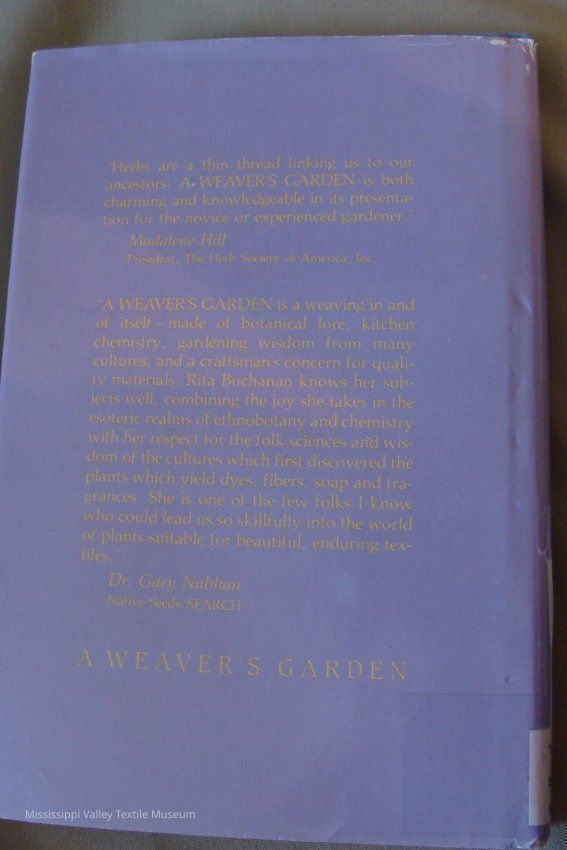 "Herbs are a thin thread linking us to our
ancestors. A WEAVER'S GARDEN is both
charming and knowledgeable in its presenta-
tion for the novice or experienced gardener."
Madalene Hill
President, The Herb Society of America, Inc.
"A WEAVER'S GARDEN is a weaving in and
of itself—made of botanical lore, kitchen
chemistry, gardening wisdom from many
cultures, and a craftsman's concern for quali-
ty materials. Rita Buchanan knows her sub-
jects well, combining the joy she takes in the
esoteric realms of ethnobotany and chemistry
with her respect for the folk sciences and wis-
dom of the cultures which first discovered the
plants which yield dyes, fibers, soap and fra-
grances. She is one of the few folks I know
who could lead us so skillfully into the world
of plants suitable for beautiful, enduring tex-
tiles."
Dr. Gary Nabhan
Native Seeds SEARCH
A WEAVER'S GARDEN
Mississippi Valley Textile Museum